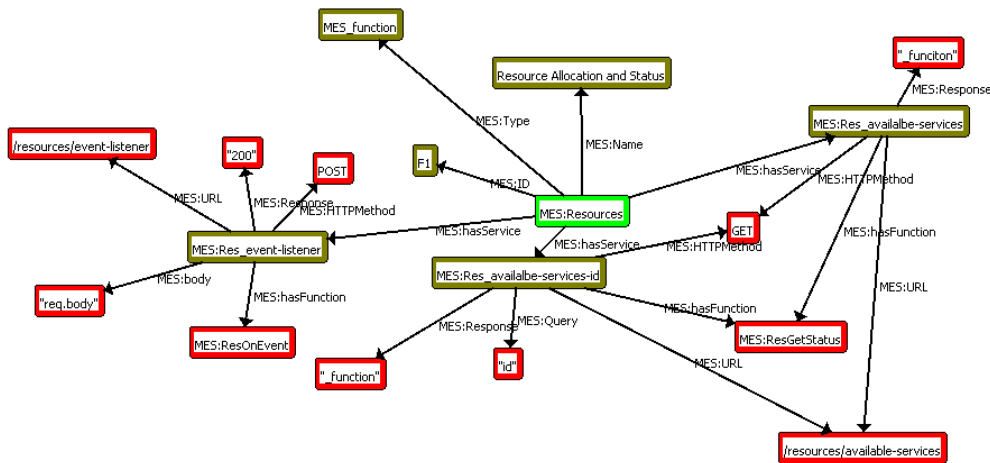 MES_function
"_funciton"
Resource Allocation and Status
MES:Response
MES:Res_availalbe-services
MES:Type
/resources/event-listener
"200"
MES:Name
POST
F1
MES:hasService
MES:HTTPMethod
MES:ID
MES:URL
MES:Response
MES:HTTPMethod
MES:Resources
GET
MES:hasService
MES:hasFunction
MES:hasService
MES:HTTPMethod
MES:Res_event-listener
MES:Res_availalbe-services-id
MES:body
MES:URL
"req.body"
MES:hasFunction
MES:hasFunction
MES:Response
MES:Query
MES:ResOnEvent
MES:ResGetStatus
MES:URL
"_function"
"id"
/resources/available-services